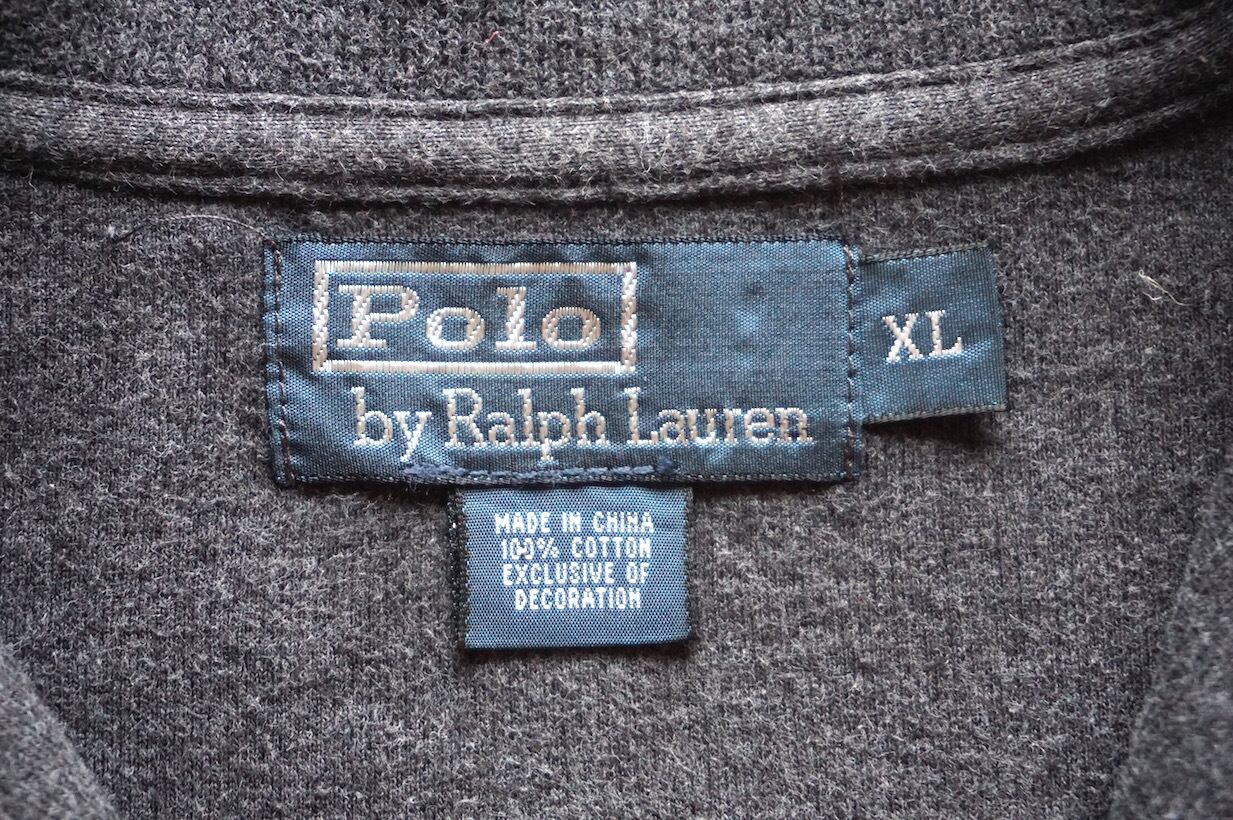 Polo
by Ralph Lauren
XL
MADE IN CHINA
100% COTTON
EXCLUSIVE OF
DECORATION